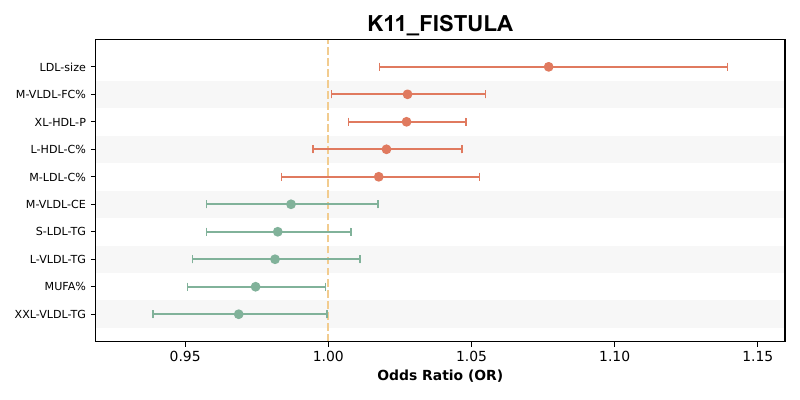 K11_FISTULA
LDL-size
M-VLDL-FC%
XL-HDL-P
L-HDL-C%
M-LDL-C%
M-VLDL-CE
S-LDL-TG
L-VLDL-TG
MUFA%
XXL-VLDL-TG
0.95 1.00 1.05 1.10 1.15
Odds Ratio (OR)